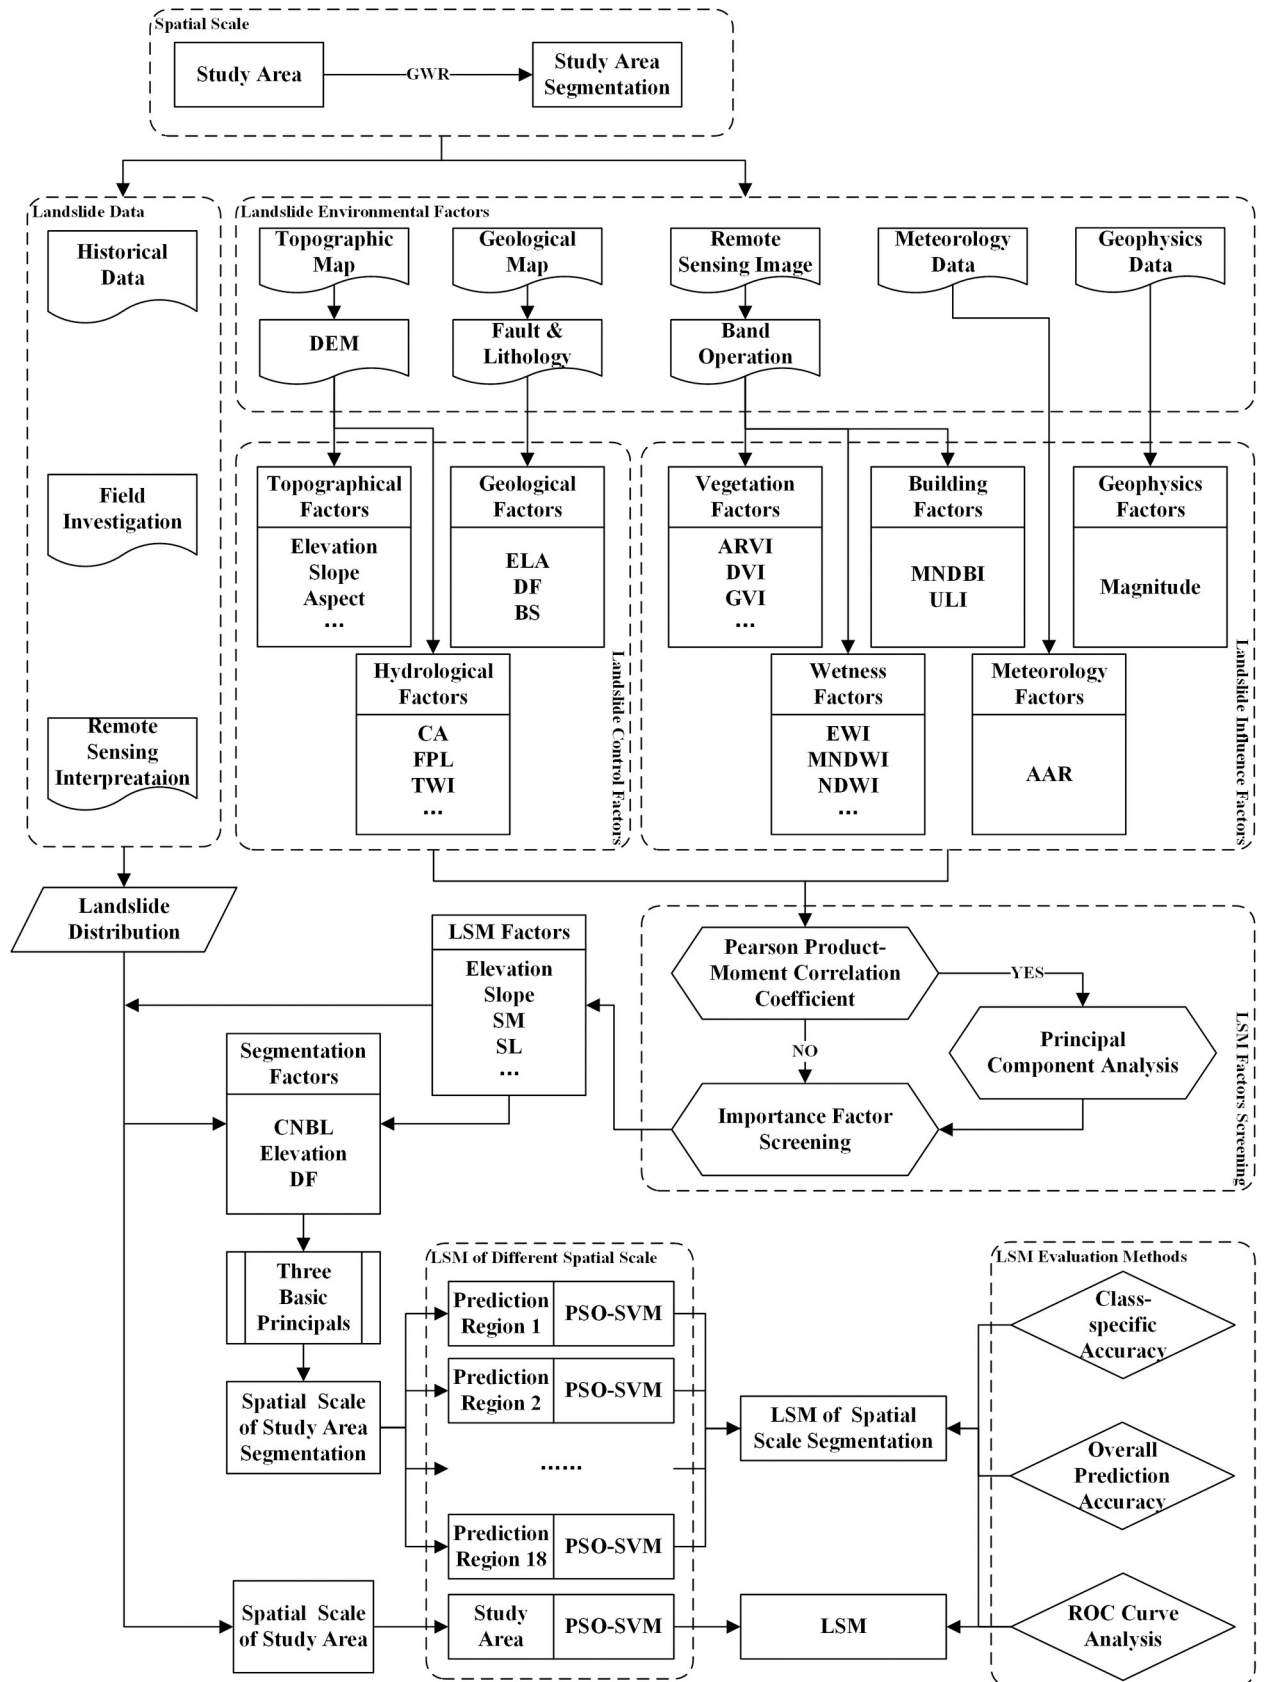 Spatial Scale
Study Area
GWR
Study Area
Segmentation
Landslide Data
Historical
Data
Field
Investigation
Remote
Sensing
Interpreataion
Landslide Environmental Factors
Topographic
Map
Geological
Map
Remote
Sensing Image
Meteorology
Data
Geophysics
Data
DEM
Fault &
Lithology
Band
Operation
Topographical
Factors
Elevation
Slope
Aspect
...
Geological
Factors
ELA
DF
BS
Hydrological
Factors
CA
FPL
TWI
...
Landslide Control Factors
Vegetation
Factors
ARVI
DVI
GVI
...
Building
Factors
MNDBI
ULI
Geophysics
Factors
Magnitude
Wetness
Factors
EWI
MNDWI
NDWI
...
Meteorology
Factors
AAR
Landslide Influence Factors
Landslide
Distribution
LSM Factors
Elevation
Slope
SM
SL
...
Pearson Product-
Moment Correlation
Coefficient
YES
NO
Principal
Component Analysis
Importance Factor
Screening
LSM Factors Screening
Segmentation
Factors
CNBL
Elevation
DF
Three
Basic
Principals
Spatial Scale
of Study Area
Segmentation
LSM of Different Spatial Scale
Prediction
Region 1
PSO-SVM
Prediction
Region 2
PSO-SVM
......
Prediction
Region 18
PSO-SVM
Spatial Scale
of Study Area
Study
Area
PSO-SVM
LSM of Spatial
Scale Segmentation
LSM
LSM Evaluation Methods
Class-
specific
Accuracy
Overall
Prediction
Accuracy
ROC Curve
Analysis